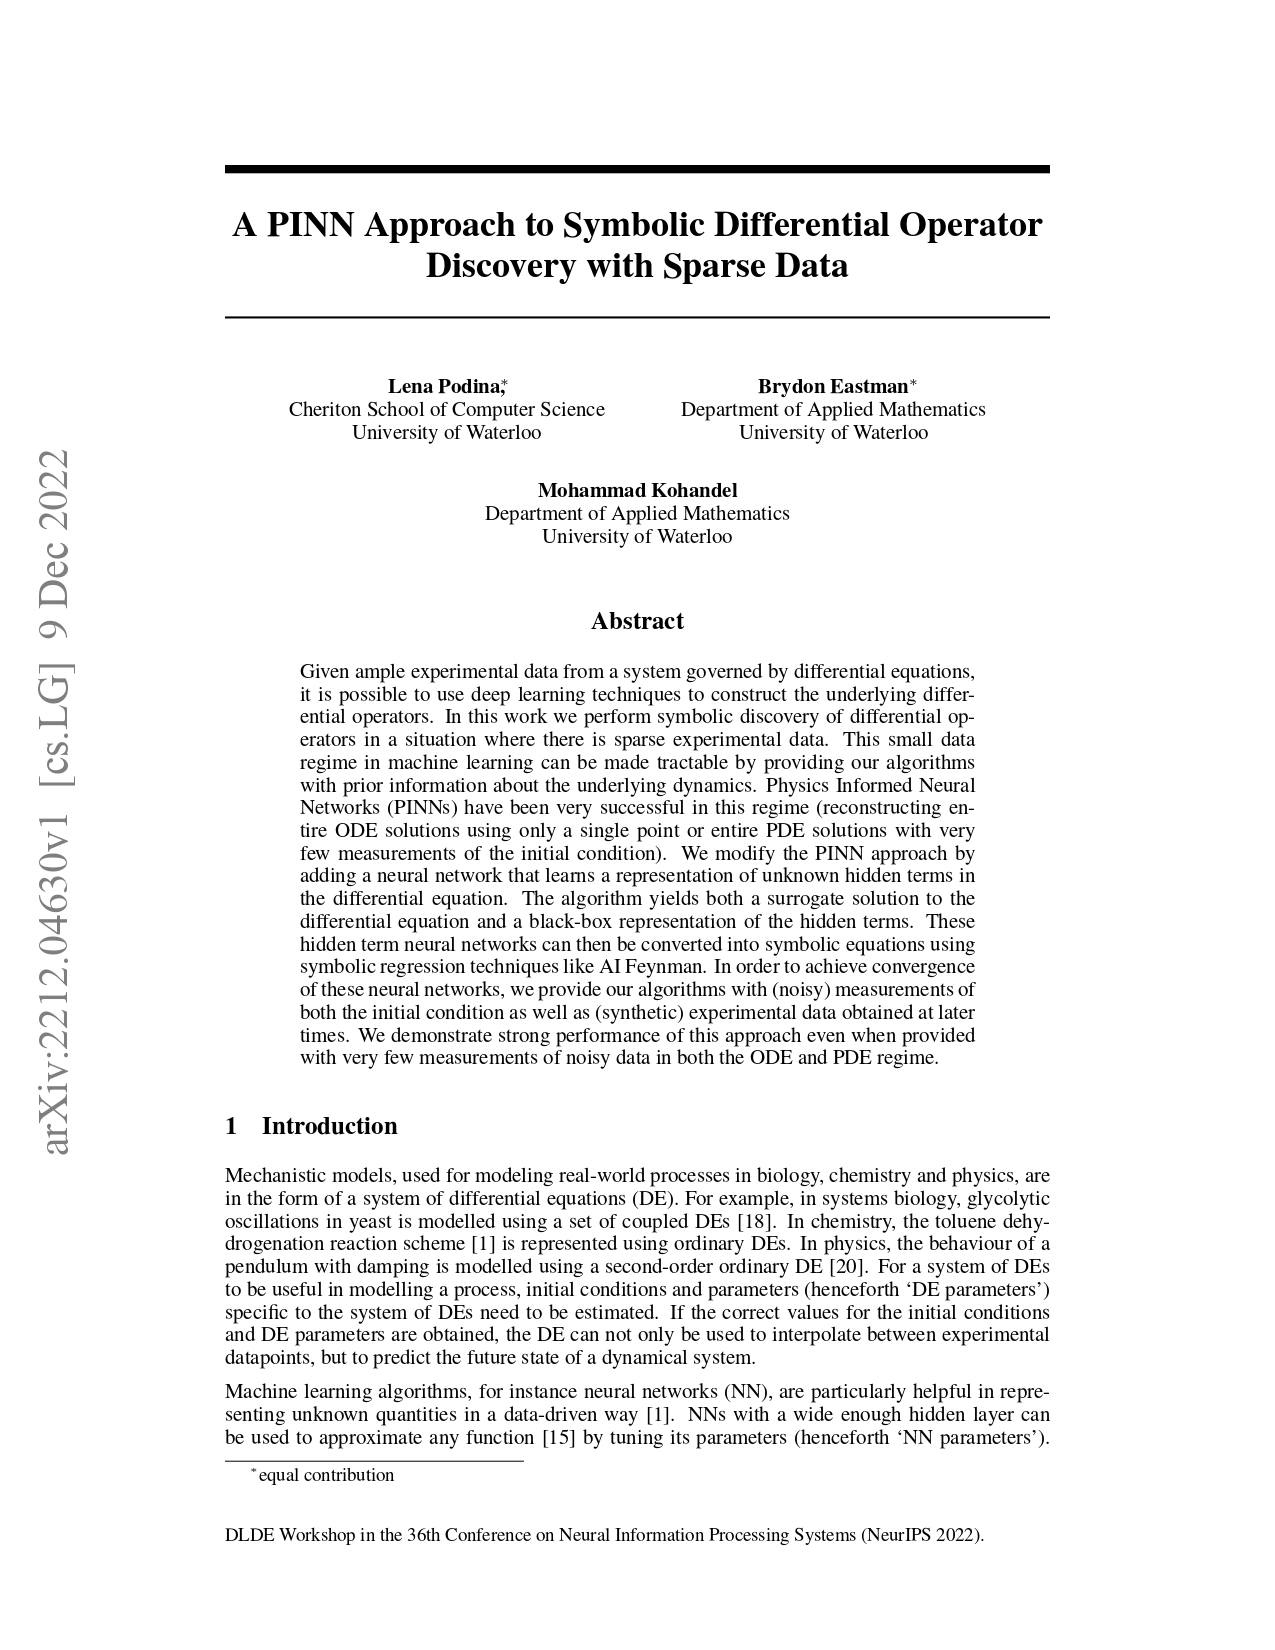 A PINN Approach to Symbolic Differential Operator
Discovery with Sparse Data
Lena Podina,*
Cheriton School of Computer Science
University of Waterloo
Brydon Eastman*
Department of Applied Mathematics
University of Waterloo
Mohammad Kohandel
Department of Applied Mathematics
University of Waterloo
arXiv:2212.04630v1 [cs.LG] 9 Dec 2022
Abstract
Given ample experimental data from a system governed by differential equations,
it is possible to use deep learning techniques to construct the underlying differ-
ential operators. In this work we perform symbolic discovery of differential op-
erators in a situation where there is sparse experimental data. This small data
regime in machine learning can be made tractable by providing our algorithms
with prior information about the underlying dynamics. Physics Informed Neural
Networks (PINNs) have been very successful in this regime (reconstructing en-
tire ODE solutions using only a single point or entire PDE solutions with very
few measurements of the initial condition). We modify the PINN approach by
adding a neural network that learns a representation of unknown hidden terms in
the differential equation. The algorithm yields both a surrogate solution to the
differential equation and a black-box representation of the hidden terms. These
hidden term neural networks can then be converted into symbolic equations using
symbolic regression techniques like AI Feynman. In order to achieve convergence
of these neural networks, we provide our algorithms with (noisy) measurements of
both the initial condition as well as (synthetic) experimental data obtained at later
times. We demonstrate strong performance of this approach even when provided
with very few measurements of noisy data in both the ODE and PDE regime.
1 Introduction
Mechanistic models, used for modeling real-world processes in biology, chemistry and physics, are
in the form of a system of differential equations (DE). For example, in systems biology, glycolytic
oscillations in yeast is modelled using a set of coupled DEs [18]. In chemistry, the toluene dehy-
drogenation reaction scheme [1] is represented using ordinary DEs. In physics, the behaviour of a
pendulum with damping is modelled using a second-order ordinary DE [20]. For a system of DEs
to be useful in modelling a process, initial conditions and parameters (henceforth ‘DE parameters’)
specific to the system of DEs need to be estimated. If the correct values for the initial conditions
and DE parameters are obtained, the DE can not only be used to interpolate between experimental
datapoints, but to predict the future state of a dynamical system.
Machine learning algorithms, for instance neural networks (NN), are particularly helpful in repre-
senting unknown quantities in a data-driven way [1]. NNs with a wide enough hidden layer can
be used to approximate any function [15] by tuning its parameters (henceforth ‘NN parameters’).
*equal contribution
DLDE Workshop in the 36th Conference on Neural Information Processing Systems (NeurIPS 2022).